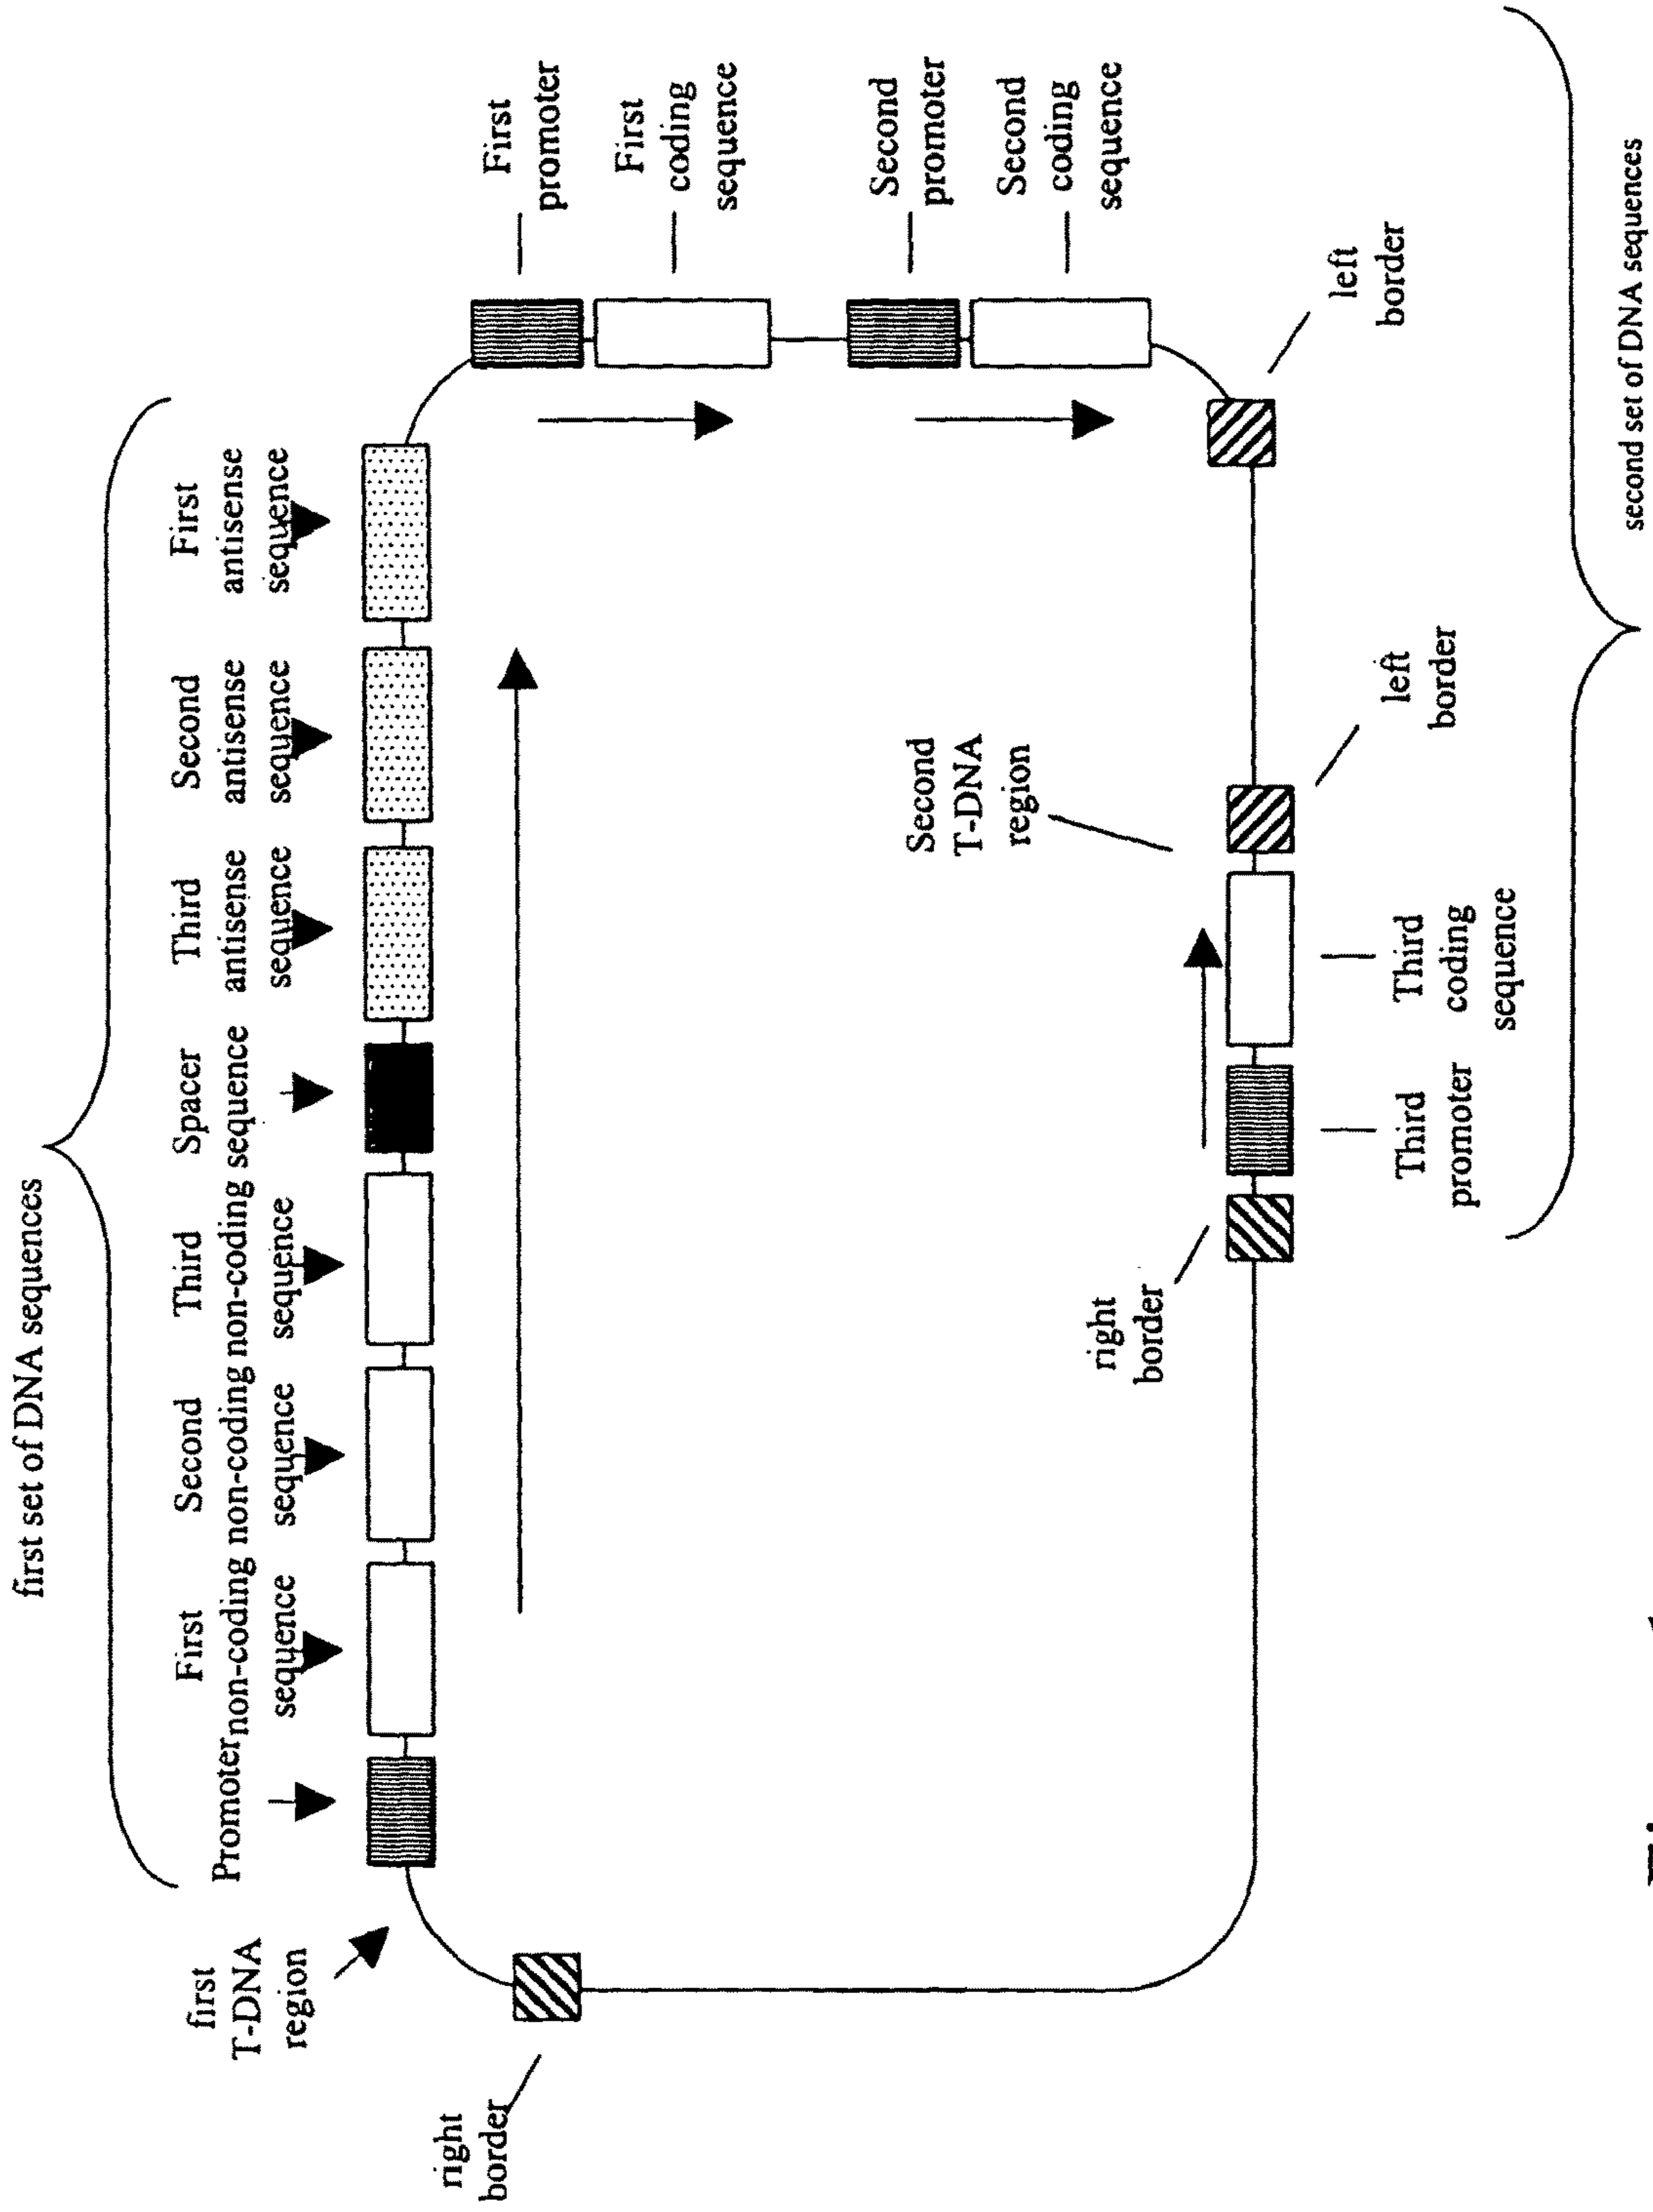 first set of DNA sequences
Promoter
First
non-coding
sequence
Second
non-coding
sequence
Third
non-coding
sequence
Spacer
sequence
Third
antisense
sequence
Second
antisense
sequence
First
antisense
sequence
first
T-DNA
region
right
border
First
promoter
First
coding
sequence
Second
promoter
Second
coding
sequence
left
border
Second
T-DNA
region
left
border
right
border
Third
promoter
Third
coding
sequence
second set of DNA sequences